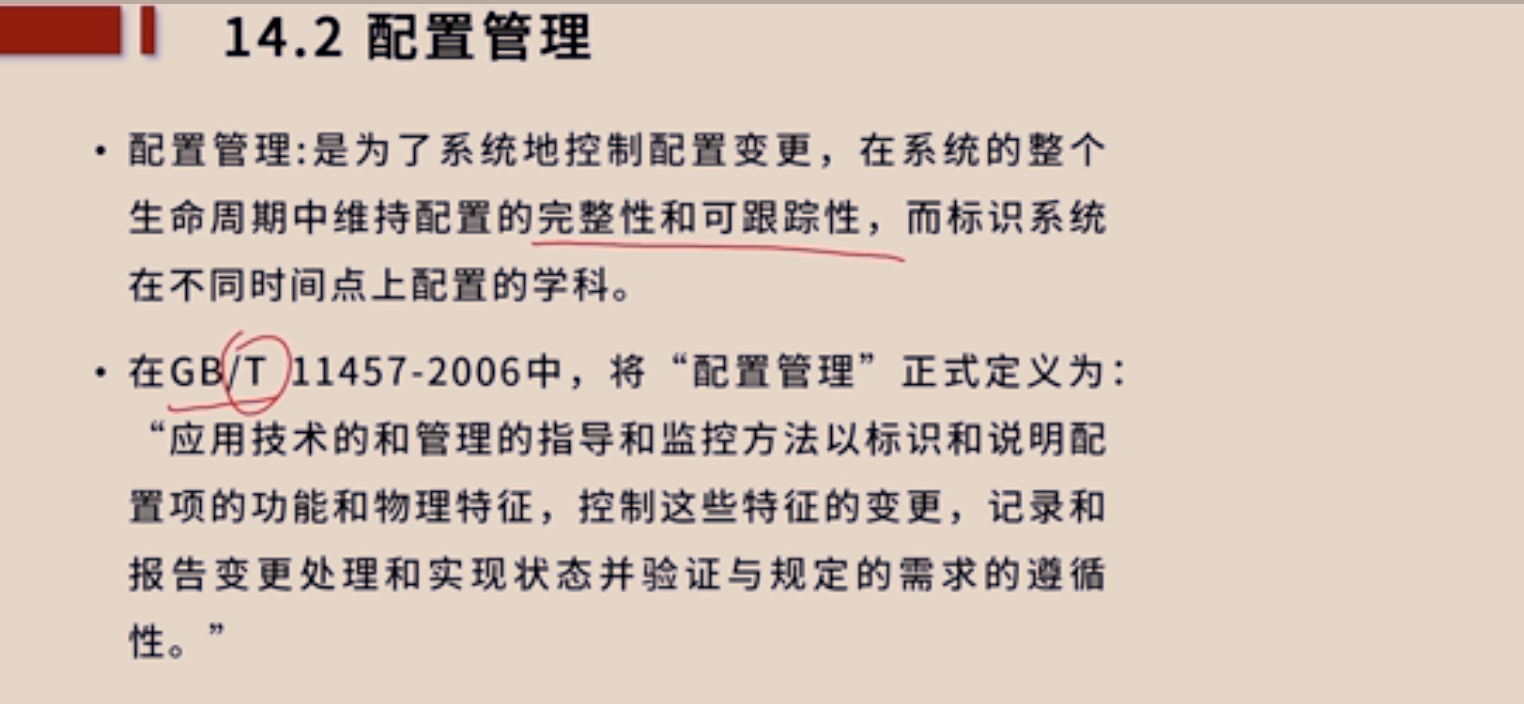 14.2 配置管理
• 配置管理:是为了系统地控制配置变更，在系统的整个
生命周期中维持配置的完整性和可跟踪性，而标识系统
在不同时间点上配置的学科。
• 在GB/T 11457-2006中，将“配置管理”正式定义为：
“应用技术的和管理的指导和监控方法以标识和说明配
置项的功能和物理特征，控制这些特征的变更，记录和
报告变更处理和实现状态并验证与规定的需求的遵循
性。”